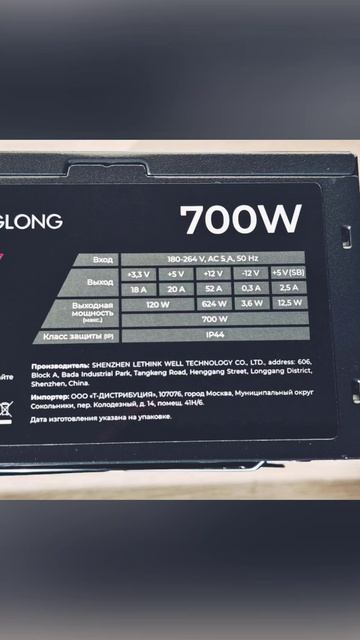 GLONG
700W
Вход 180-264 V, AC 5 A, 50 Hz
Выход +3,3 V +5 V +12 V -12 V +5 V (SB)
18 A 20 A 52 A 0,3 A 2,5 A
Выходная мощность (макс.) 120 W 624 W 3,6 W 12,5 W
700 W
Класс защиты (IP) IP44
Производитель: SHENZHEN LETHINK WELL TECHNOLOGY CO., LTD., address: 606,
Block A, Bada Industrial Park, Tangkeng Road, Henggang Street, Longgang District,
Shenzhen, China.
Импортер: ООО «Т-ДИСТРИБУЦИЯ», 107076, город Москва, Муниципальный округ
Сокольники, пер. Колодезный, д. 14, помещ. 41Н/6.
Дата изготовления указана на упаковке.